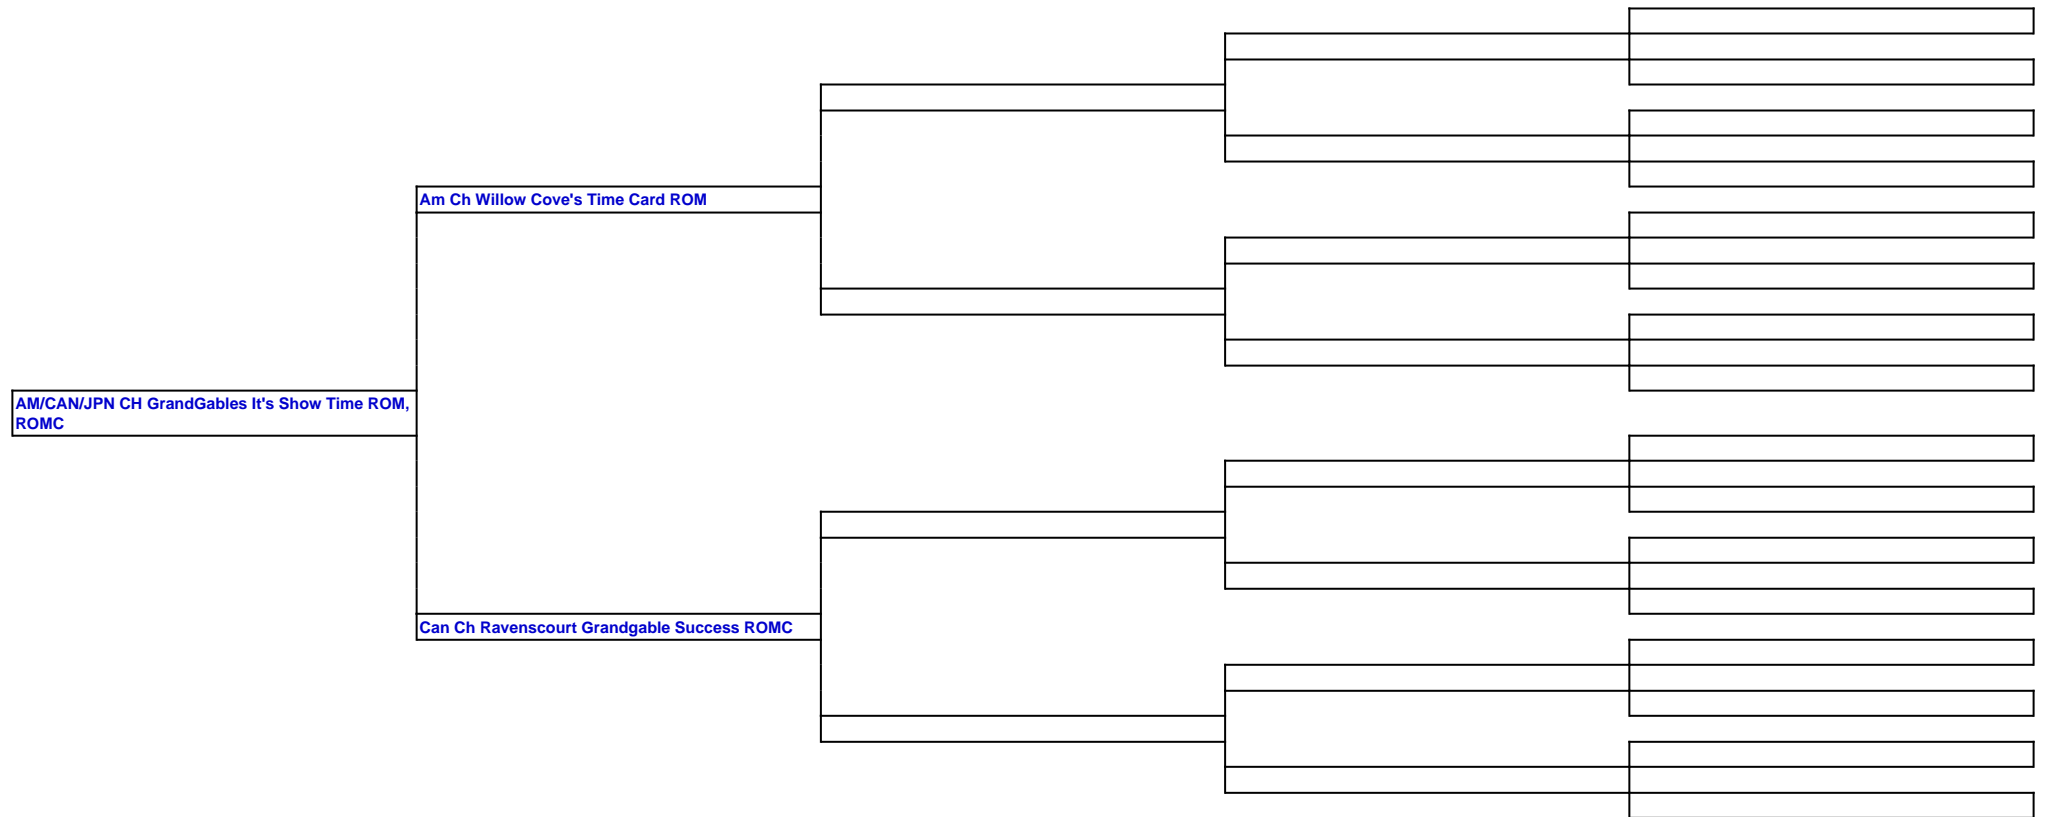 Am Ch Willow Cove's Time Card ROM
AM/CAN/JPN CH GrandGables It's Show Time ROM,
ROMC
Can Ch Ravenscourt Grandgable Success ROMC